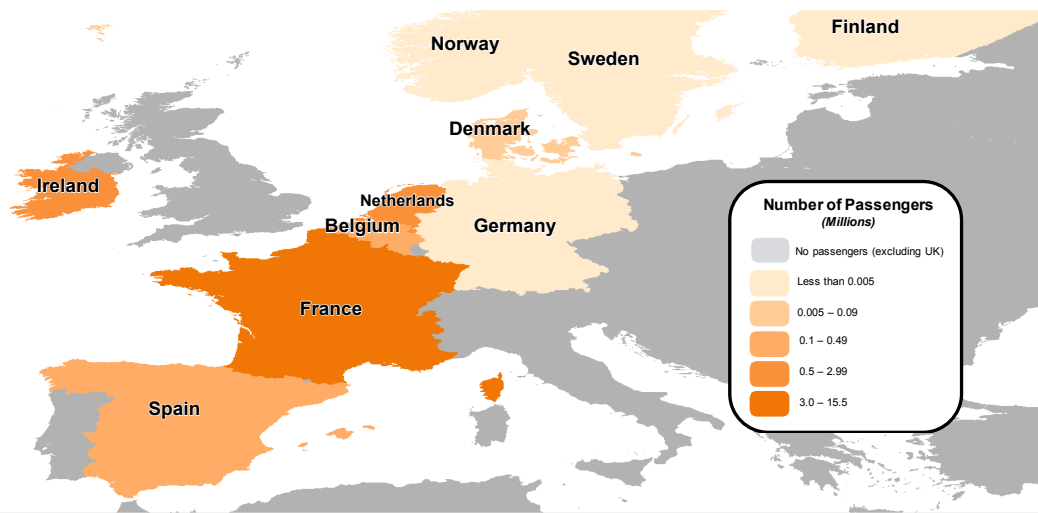 Finland
Norway
Sweden
Denmark
Ireland
Netherlands
Belgium
Germany
France
Spain
Number of Passengers
(Millions)
No passengers (excluding UK)
Less than 0.005
0.005 – 0.09
0.1 – 0.49
0.5 – 2.99
3.0 – 15.5